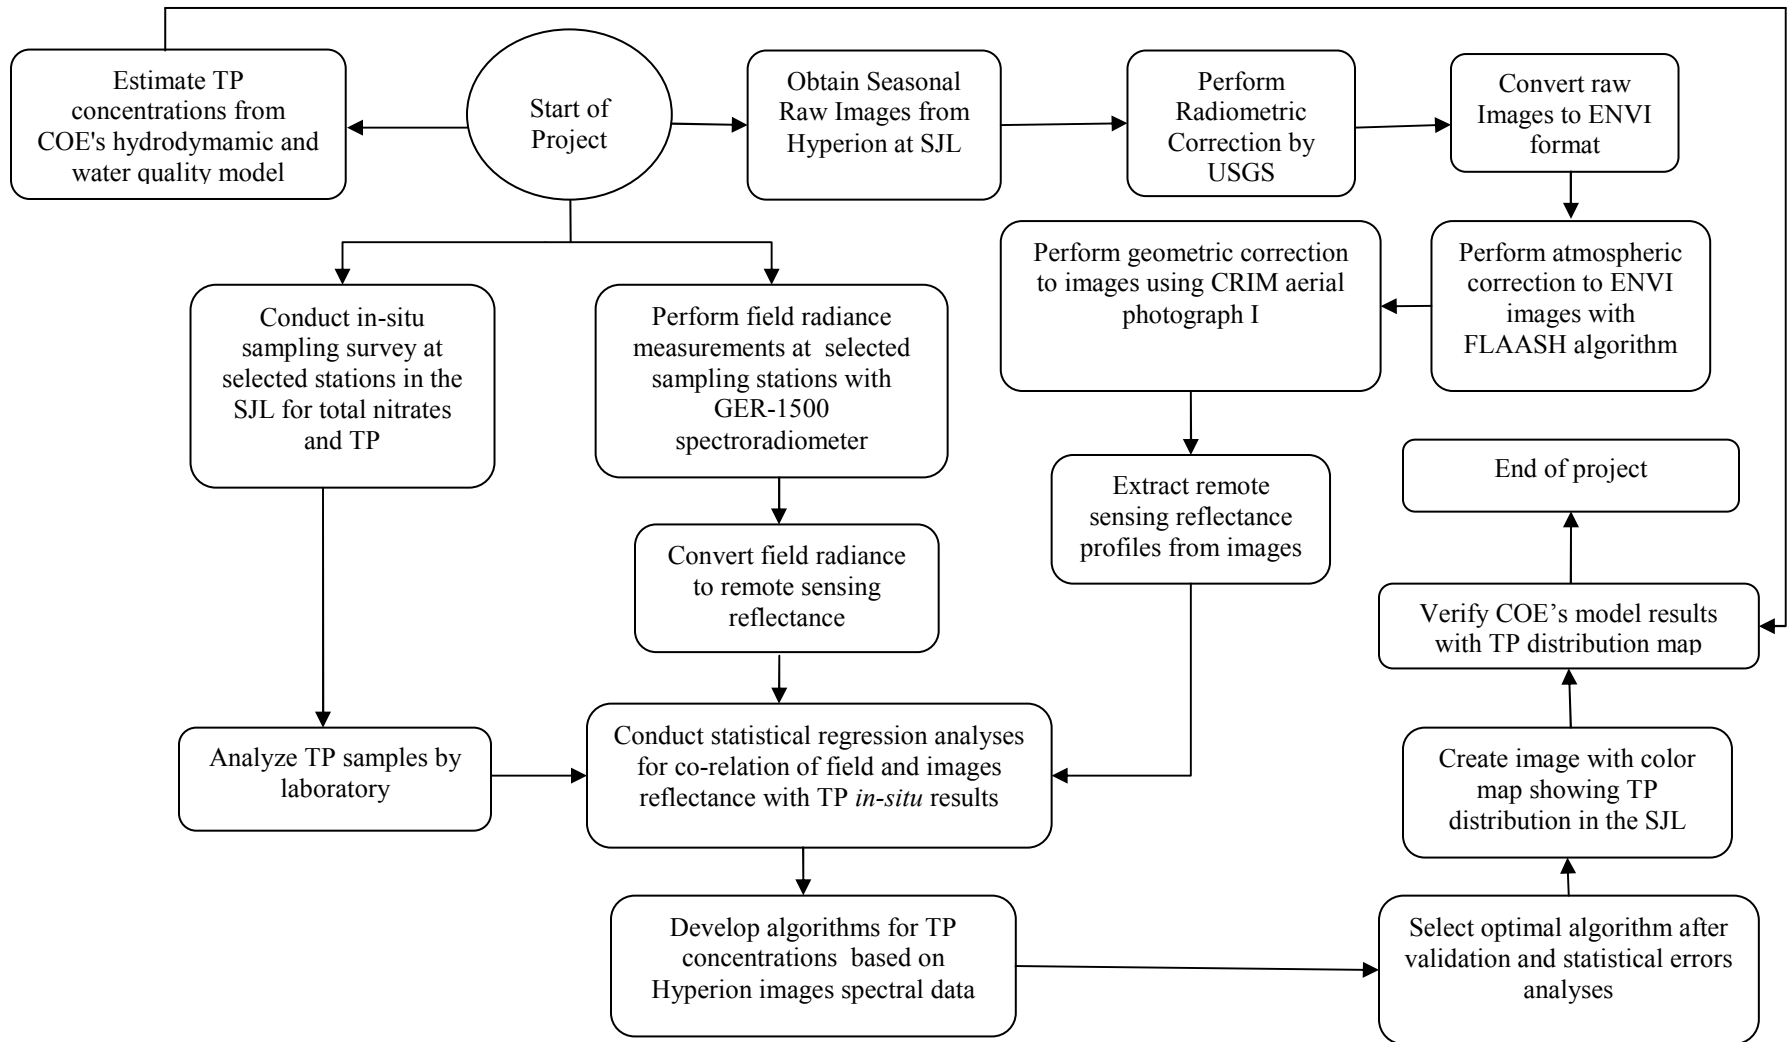 Estimate TP
concentrations from
COE's hydrodymamic and
water quality model
Start of
Project
Obtain Seasonal
Raw Images from
Hyperion at SJL
Perform
Radiometric
Correction by
USGS
Convert raw
Images to ENVI
format
Perform geometric correction
to images using CRIM aerial
photograph I
Perform atmospheric
correction to ENVI
images with
FLAASH algorithm
Conduct in-situ
sampling survey at
selected stations in the
SJL for total nitrates
and TP
Perform field radiance
measurements at selected
sampling stations with
GER-1500
spectroradiometer
End of project
Extract remote
sensing reflectance
profiles from images
Convert field radiance
to remote sensing
reflectance
Verify COE’s model results
with TP distribution map
Analyze TP samples by
laboratory
Conduct statistical regression analyses
for co-relation of field and images
reflectance with TP in-situ results
Create image with color
map showing TP
distribution in the SJL
Develop algorithms for TP
concentrations based on
Hyperion images spectral data
Select optimal algorithm after
validation and statistical errors
analyses